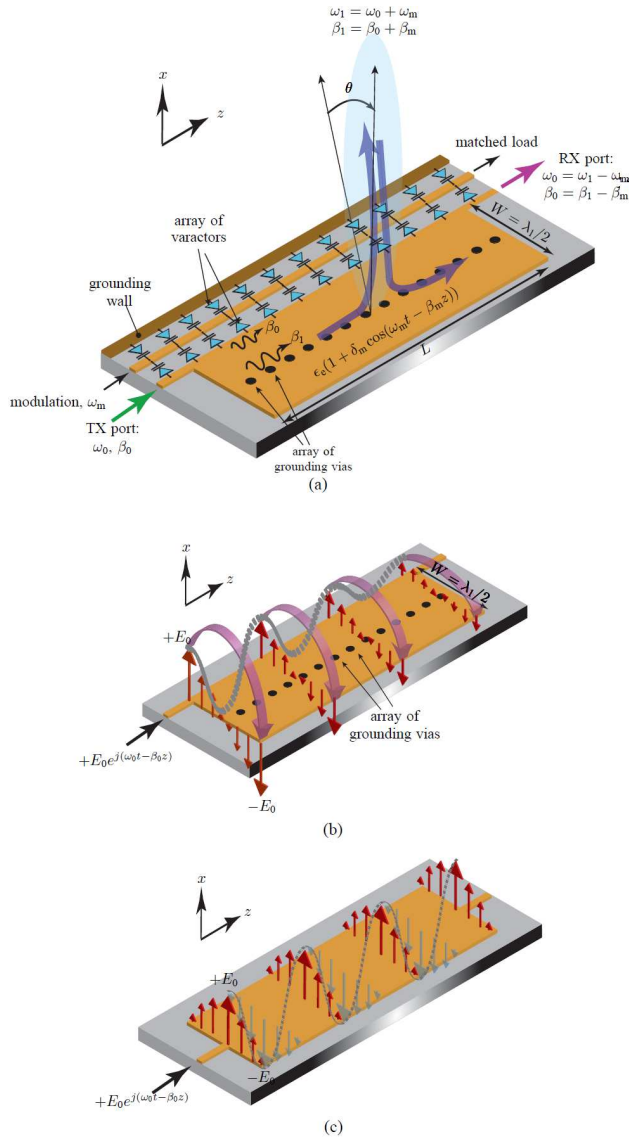 ω₁ = ω₀ + ωₘ
β₁ = β₀ + βₘ
θ
x
z
matched load
RX port:
ω₀ = ω₁ − ωₘ
β₀ = β₁ − βₘ
W = λ₁/2
array of
varactors
grounding
wall
β₀
β₁
ϵₑ(1 + δₘ cos(ωₘt − βₘz))
L
modulation, ωₘ
TX port:
ω₀, β₀
array of
grounding vias
(a)
x
z
W = λ₁/2
+E₀
array of
grounding vias
+E₀e^{j(ω₀t−β₀z)}
−E₀
(b)
x
z
+E₀
−E₀
+E₀e^{j(ω₀t−β₀z)}
(c)